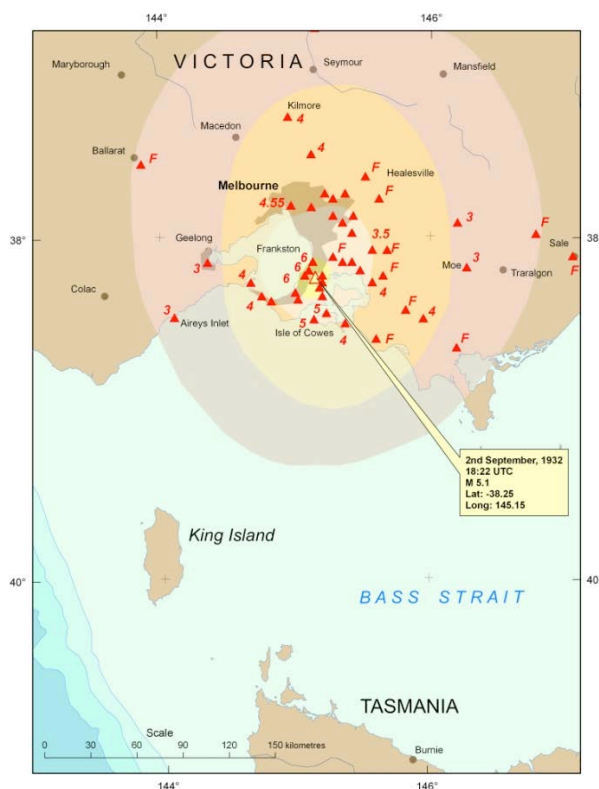 144°
146°
VICTORIA
Maryborough
Seymour
Mansfield
Kilmore
4
Macedon
4
Ballarat
F
F
Healesville
Melbourne
F
4.55
3
3.5
F
38°
38°
Geelong
Frankston
F
Sale
6
3
Moe
3
Traralgon
F
6
4
6
4
Colac
3
4
5
F
4
Aireys Inlet
5
Isle of Cowes
4
F
F
2nd September, 1932
18:22 UTC
M 5.1
Lat: -38.25
Long: 145.15
King Island
40°
40°
BASS STRAIT
TASMANIA
Scale
0 30 60 90 120 150 kilometres
Burnie
144°
146°